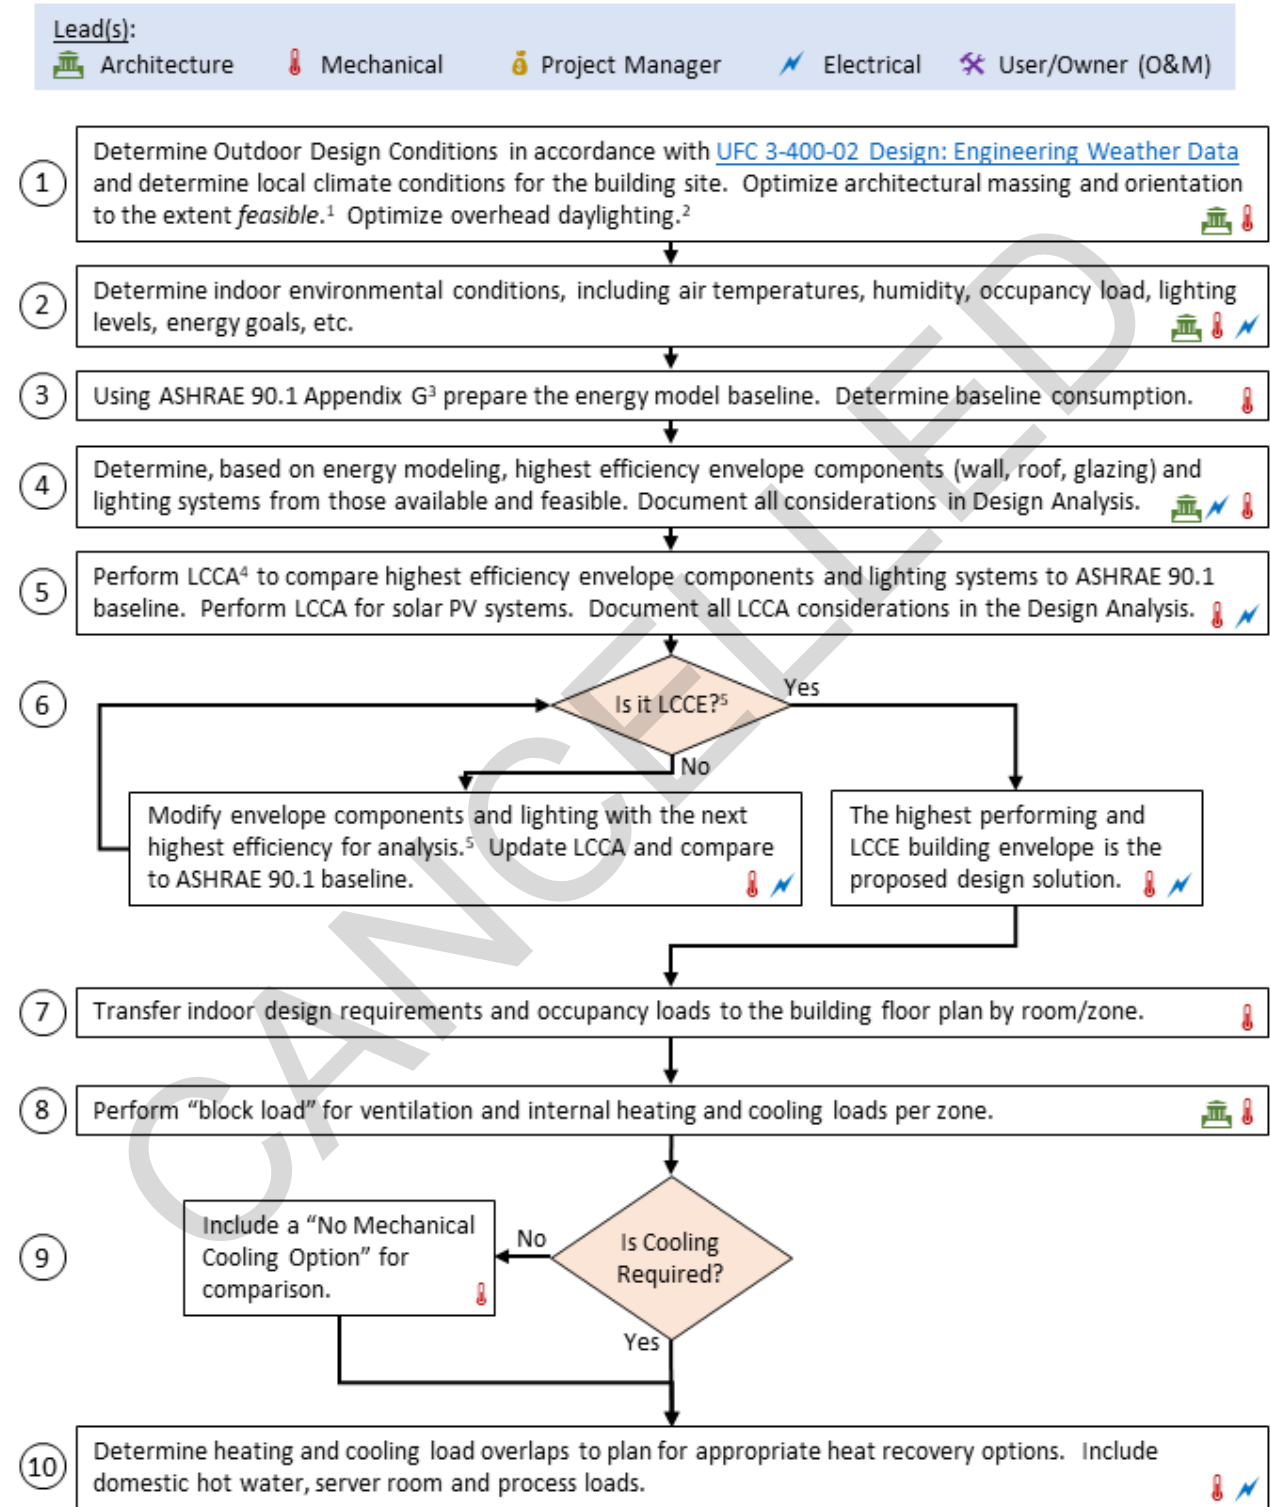 Lead(s):
Architecture Mechanical Project Manager Electrical User/Owner (O&M)
1
Determine Outdoor Design Conditions in accordance with UFC 3-400-02 Design: Engineering Weather Data
and determine local climate conditions for the building site. Optimize architectural massing and orientation
to the extent feasible.¹ Optimize overhead daylighting.²
2
Determine indoor environmental conditions, including air temperatures, humidity, occupancy load, lighting
levels, energy goals, etc.
3
Using ASHRAE 90.1 Appendix G³ prepare the energy model baseline. Determine baseline consumption.
4
Determine, based on energy modeling, highest efficiency envelope components (wall, roof, glazing) and
lighting systems from those available and feasible. Document all considerations in Design Analysis.
5
Perform LCCA⁴ to compare highest efficiency envelope components and lighting systems to ASHRAE 90.1
baseline. Perform LCCA for solar PV systems. Document all LCCA considerations in the Design Analysis.
6
Is it LCCE?⁵
Yes
No
Modify envelope components and lighting with the next
highest efficiency for analysis.⁵ Update LCCA and compare
to ASHRAE 90.1 baseline.
The highest performing and
LCCE building envelope is the
proposed design solution.
7
Transfer indoor design requirements and occupancy loads to the building floor plan by room/zone.
8
Perform “block load” for ventilation and internal heating and cooling loads per zone.
9
Include a “No Mechanical
Cooling Option” for
comparison.
No
Is Cooling
Required?
Yes
10
Determine heating and cooling load overlaps to plan for appropriate heat recovery options. Include
domestic hot water, server room and process loads.
CANCELLED